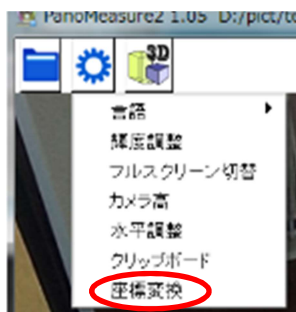 PanoMeasure2 1.05 D:/pict/to
3D
言語
輝度調整
フルスクリーン切替
カメラ高
水平調整
クリップボード
座標変換